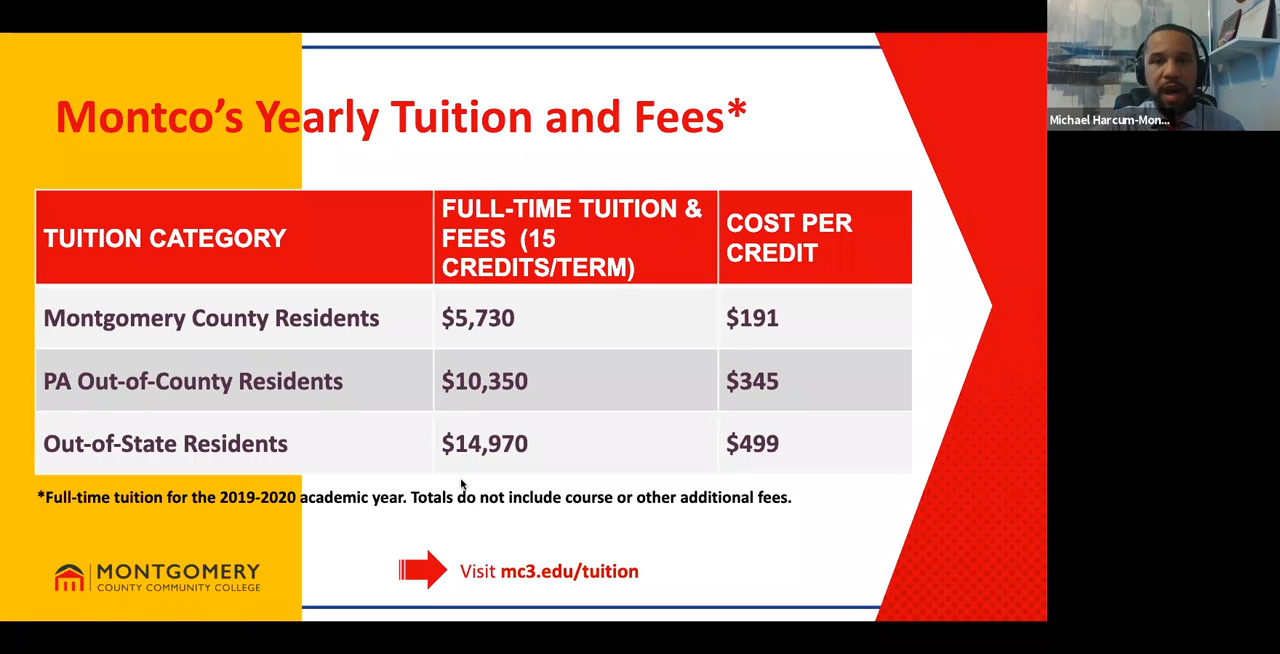 Montco's Yearly Tuition and Fees*
TUITION CATEGORY
FULL-TIME TUITION &
FEES (15
CREDITS/TERM)
COST PER
CREDIT
Montgomery County Residents
$5,730
$191
PA Out-of-County Residents
$10,350
$345
Out-of-State Residents
$14,970
$499
*Full-time tuition for the 2019-2020 academic year. Totals do not include course or other additional fees.
MONTGOMERY
COUNTY COMMUNITY COLLEGE
Visit mc3.edu/tuition
Michael Harcum-Mon...